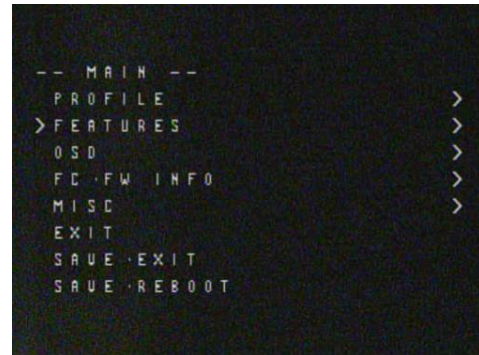 -- MAIN --
PROFILE >
>FEATURES >
OSD >
FC·FW INFO >
MISC >
EXIT
SAVE·EXIT
SAVE·REBOOT